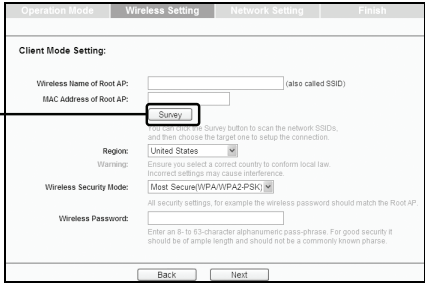 Operation Mode Wireless Setting Network Setting Finish
Client Mode Setting:
Wireless Name of Root AP: (also called SSID)
MAC Address of Root AP:
Survey
You can click the Survey button to scan the network SSIDs,
and then choose the target one to setup the connection.
Region: United States
Warning: Ensure you select a correct country to conform local law.
Incorrect settings may cause interference.
Wireless Security Mode: Most Secure(WPA/WPA2-PSK)
All security settings, for example the wireless password should match the Root AP.
Wireless Password:
Enter an 8- to 63-character alphanumeric pass-phrase. For good security it
should be of ample length and should not be a commonly known pharse.
Back Next